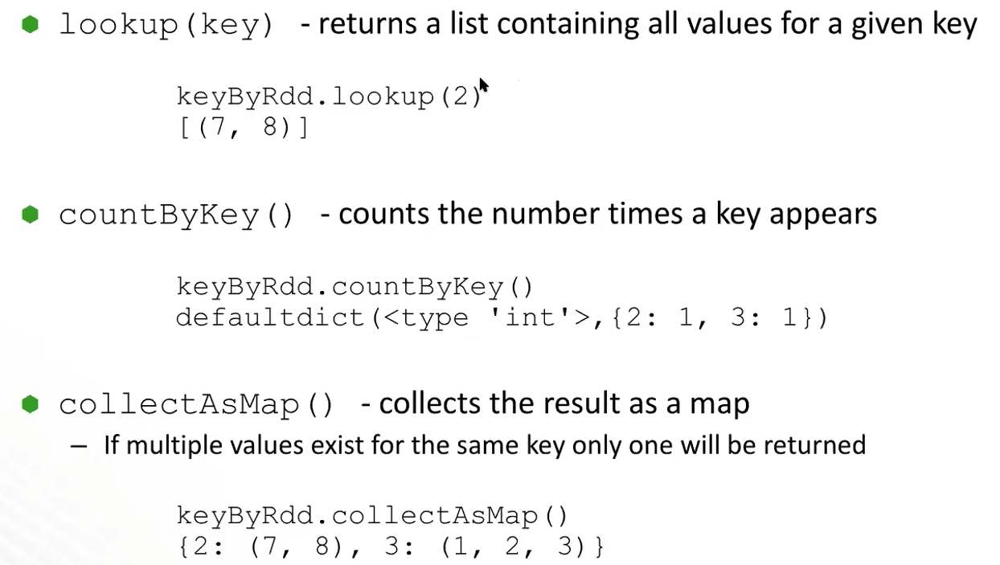 lookup(key) - returns a list containing all values for a given key
keyByRdd.lookup(2)
[(7, 8)]
countByKey() - counts the number times a key appears
keyByRdd.countByKey()
defaultdict(<type 'int'>,{2: 1, 3: 1})
collectAsMap() - collects the result as a map
– If multiple values exist for the same key only one will be returned
keyByRdd.collectAsMap()
{2: (7, 8), 3: (1, 2, 3)}